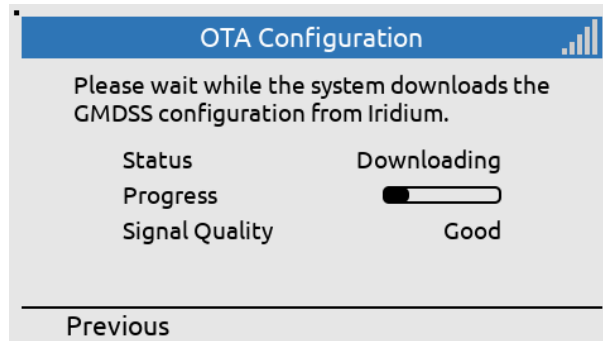 OTA Configuration
Please wait while the system downloads the
GMDSS configuration from Iridium.
Status Downloading
Progress
Signal Quality Good
Previous